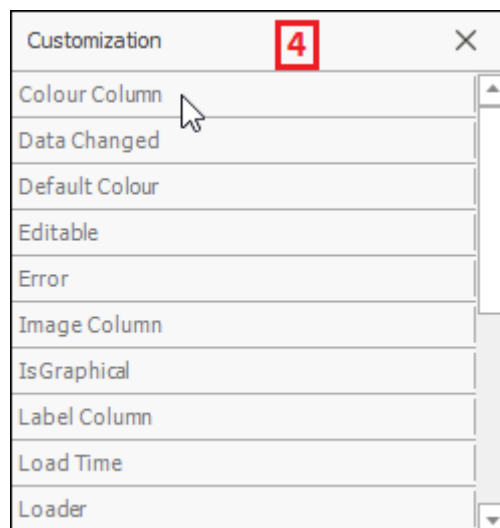 Customization
4
Colour Column
Data Changed
Default Colour
Editable
Error
Image Column
IsGraphical
Label Column
Load Time
Loader